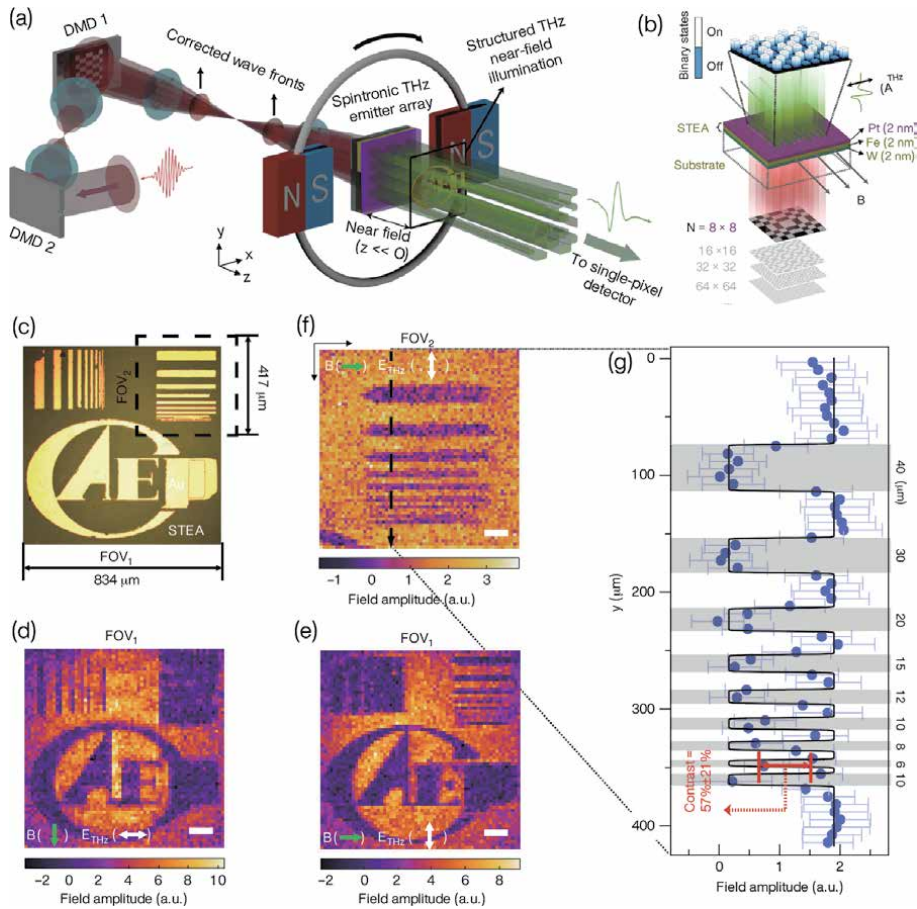 (a)
DMD 1
Corrected wave fronts
Structured THz near-field illumination
Spintronic THz emitter array
N
S
N
S
DMD 2
Near field (z << 0)
To single-pixel detector
y
x
z
(b)
Binary states
On
Off
THz
(A
STEA
Pt (2 nm)
Fe (2 nm)
W (2 nm)
Substrate
B
N = 8 × 8
16 × 16
32 × 32
64 × 64
(c)
FOV2
417 μm
AEI
Au
STEA
FOV1
834 μm
(f)
FOV2
B( )
ETHz ( )
−1 0 1 2 3
Field amplitude (a.u.)
(g)
0
100
200
300
400
y (μm)
40 (μm)
30
20
15
12
10
8
6
10
Contrast = 57%±21%
0 1 2
Field amplitude (a.u.)
(d)
FOV1
B( )
ETHz ( )
−2 0 2 4 6 8 10
Field amplitude (a.u.)
(e)
FOV1
B( )
ETHz ( )
−2 0 2 4 6 8
Field amplitude (a.u.)